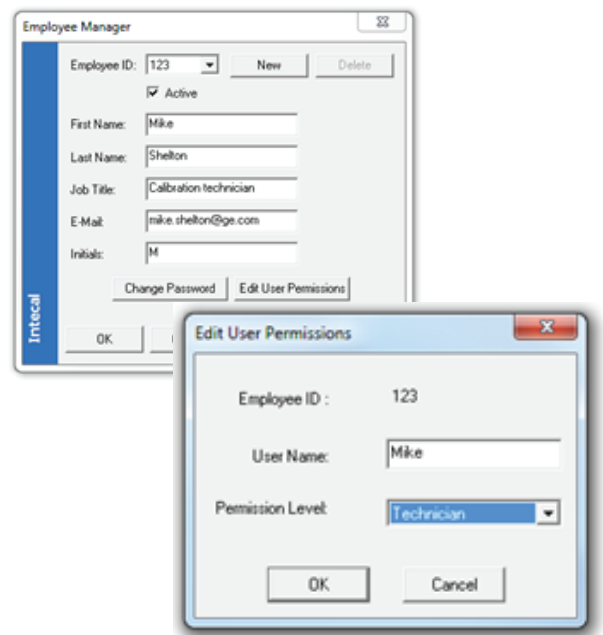 Employee Manager
Employee ID: 123 New Delete
Active
First Name: Mike
Last Name: Shelton
Job Title: Calibration technician
E-Mail: mike.shelton@ge.com
Initials: M
Change Password Edit User Permissions
OK
Intecal
Edit User Permissions
Employee ID : 123
User Name: Mike
Permission Level: Technician
OK Cancel